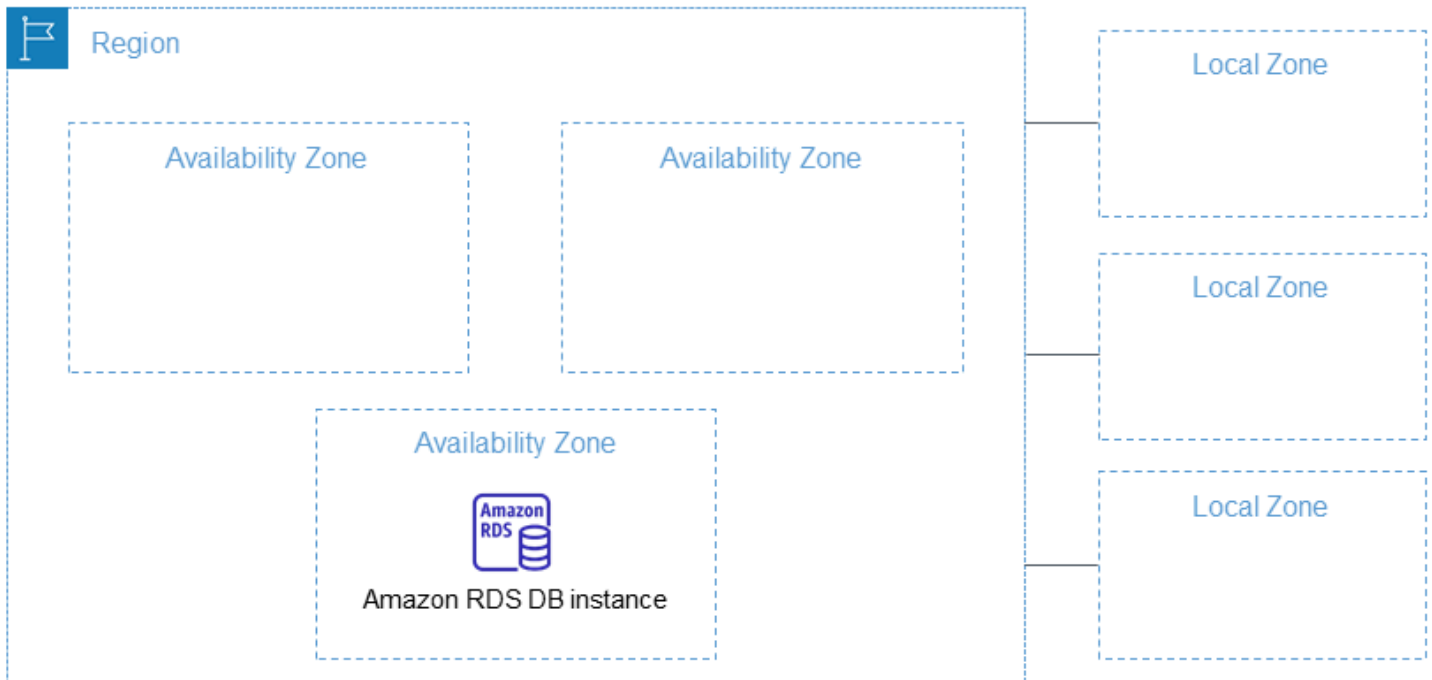 Region
Local Zone
Availability Zone
Availability Zone
Local Zone
Availability Zone
Local Zone
Amazon
RDS
Amazon RDS DB instance